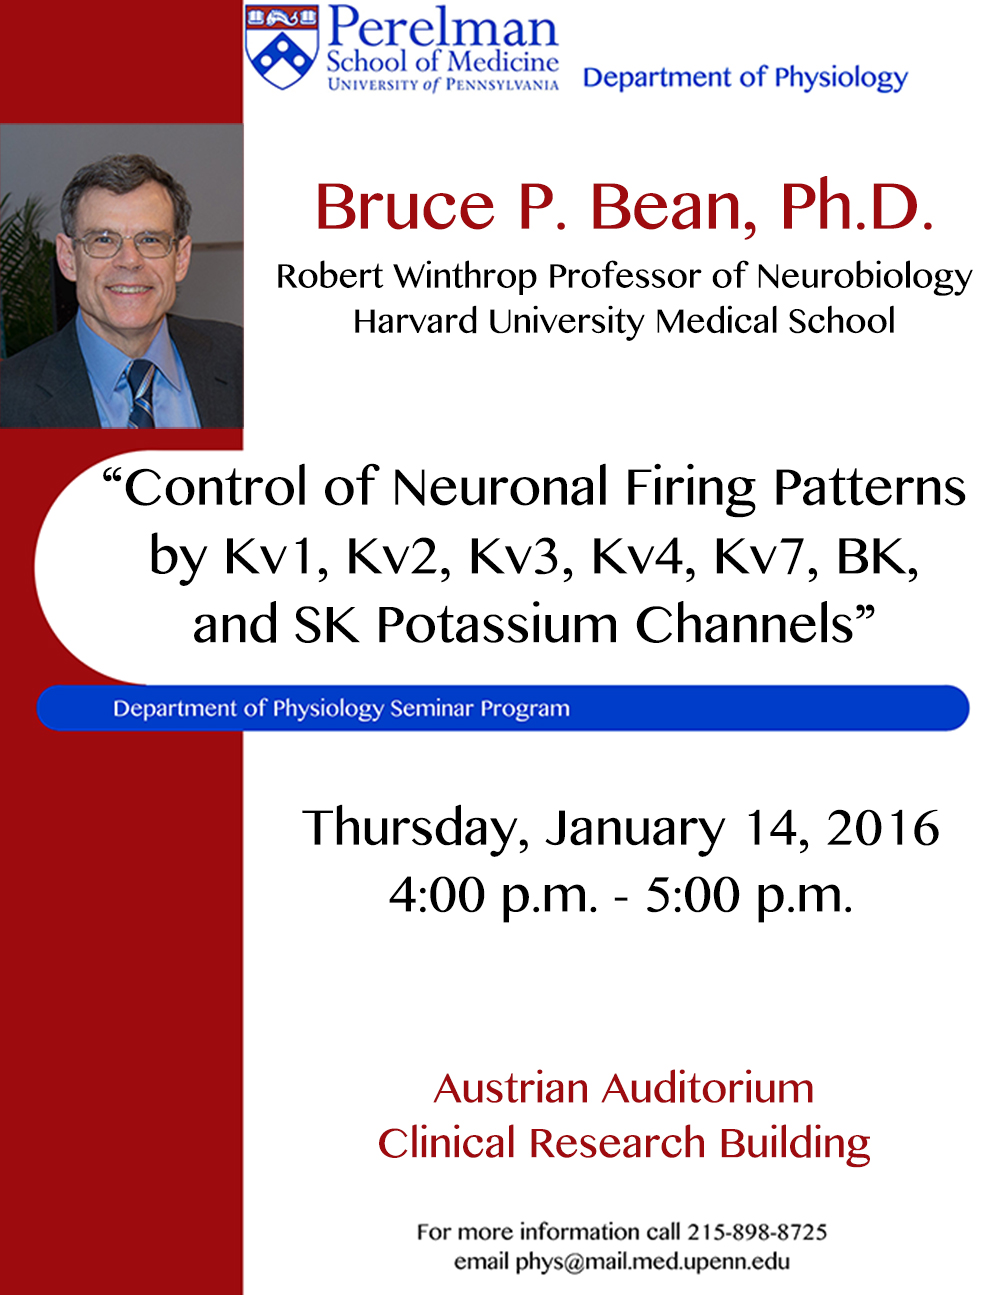 Perelman
School of Medicine
UNIVERSITY of PENNSYLVANIA
Department of Physiology
Bruce P. Bean, Ph.D.
Robert Winthrop Professor of Neurobiology
Harvard University Medical School
“Control of Neuronal Firing Patterns
by Kv1, Kv2, Kv3, Kv4, Kv7, BK,
and SK Potassium Channels”
Department of Physiology Seminar Program
Thursday, January 14, 2016
4:00 p.m. - 5:00 p.m.
Austrian Auditorium
Clinical Research Building
For more information call 215-898-8725
email phys@mail.med.upenn.edu